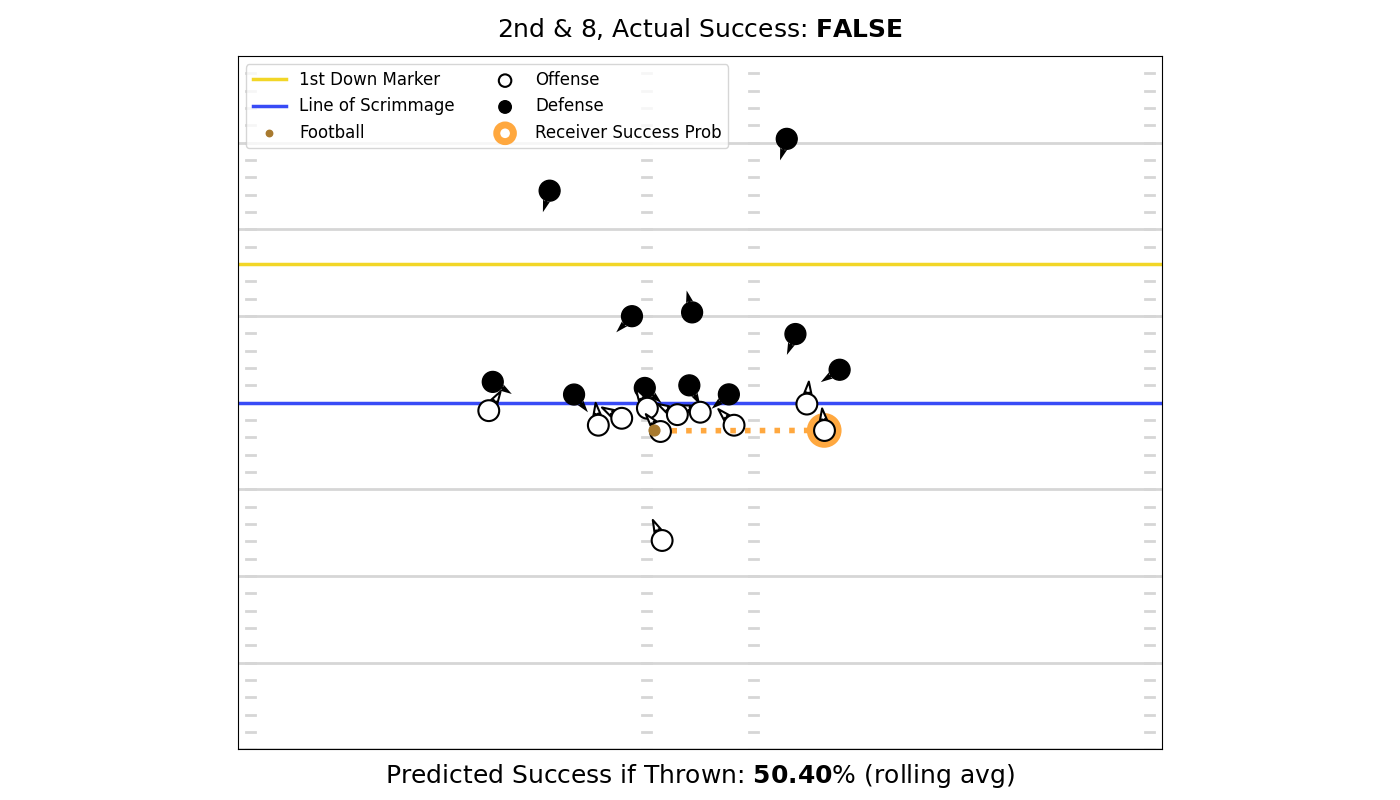 2nd & 8, Actual Success: FALSE
1st Down Marker
Line of Scrimmage
Football
Offense
Defense
Receiver Success Prob
Predicted Success if Thrown: 50.40% (rolling avg)